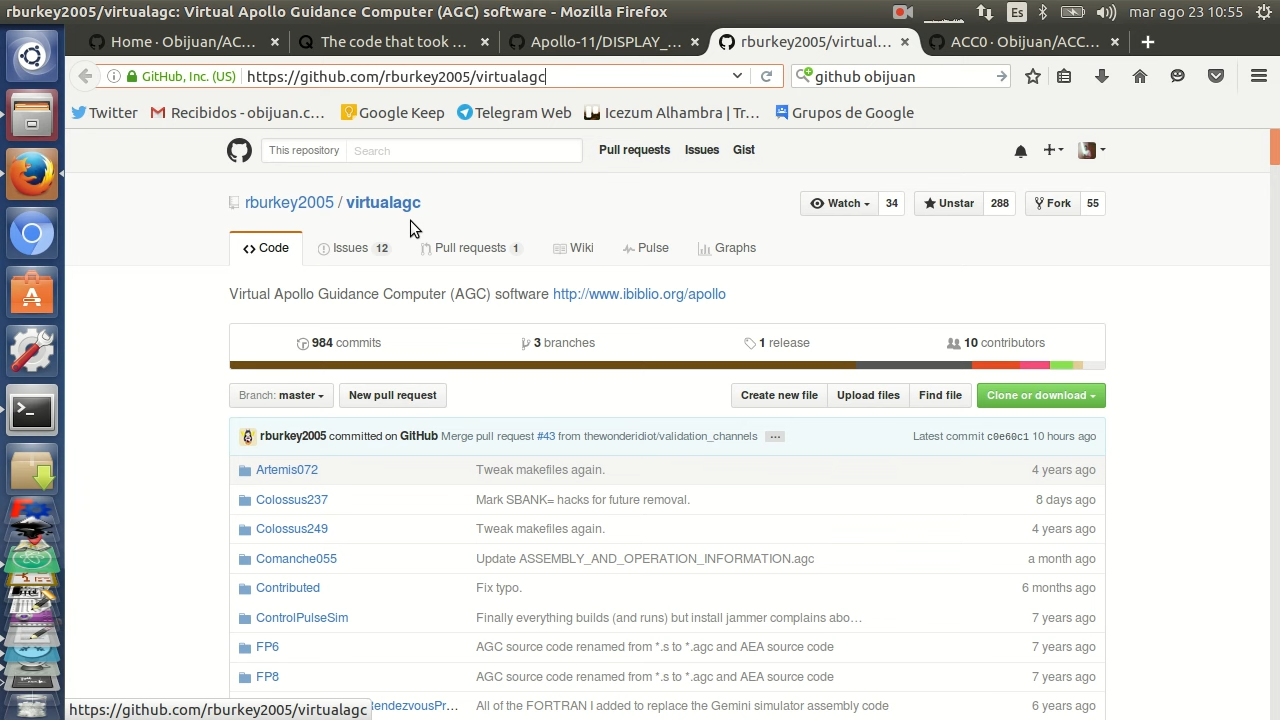 rburkey2005/virtualagc: Virtual Apollo Guidance Computer (AGC) software - Mozilla Firefox
Es
mar ago 23 10:55
Home · Obijuan/AC... ×
The code that took ... ×
Apollo-11/DISPLAY_... ×
rburkey2005/virtual... ×
ACC0 · Obijuan/ACC... ×
GitHub, Inc. (US)
https://github.com/rburkey2005/virtualagc
github obijuan
Twitter
Recibidos - obijuan.c...
Google Keep
Telegram Web
Icezum Alhambra | Tr...
Grupos de Google
This repository
Search
Pull requests
Issues
Gist
rburkey2005 / virtualagc
Watch
34
Unstar
288
Fork
55
Code
Issues 12
Pull requests 1
Wiki
Pulse
Graphs
Virtual Apollo Guidance Computer (AGC) software http://www.ibiblio.org/apollo
984 commits
3 branches
1 release
10 contributors
Branch: master
New pull request
Create new file
Upload files
Find file
Clone or download
rburkey2005 committed on GitHub Merge pull request #43 from thewonderidiot/validation_channels ...
Latest commit c0e60c1 10 hours ago
Artemis072 Tweak makefiles again. 4 years ago
Colossus237 Mark SBANK= hacks for future removal. 8 days ago
Colossus249 Tweak makefiles again. 4 years ago
Comanche055 Update ASSEMBLY_AND_OPERATION_INFORMATION.agc a month ago
Contributed Fix typo. 6 months ago
ControlPulseSim Finally everything builds (and runs) but install jammer complains abo... 7 years ago
FP6 AGC source code renamed from *.s to *.agc and AEA source code 7 years ago
FP8 AGC source code renamed from *.s to *.agc and AEA source code 7 years ago
RendezvousPr... All of the FORTRAN I added to replace the Gemini simulator assembly code 6 years ago
https://github.com/rburkey2005/virtualagc